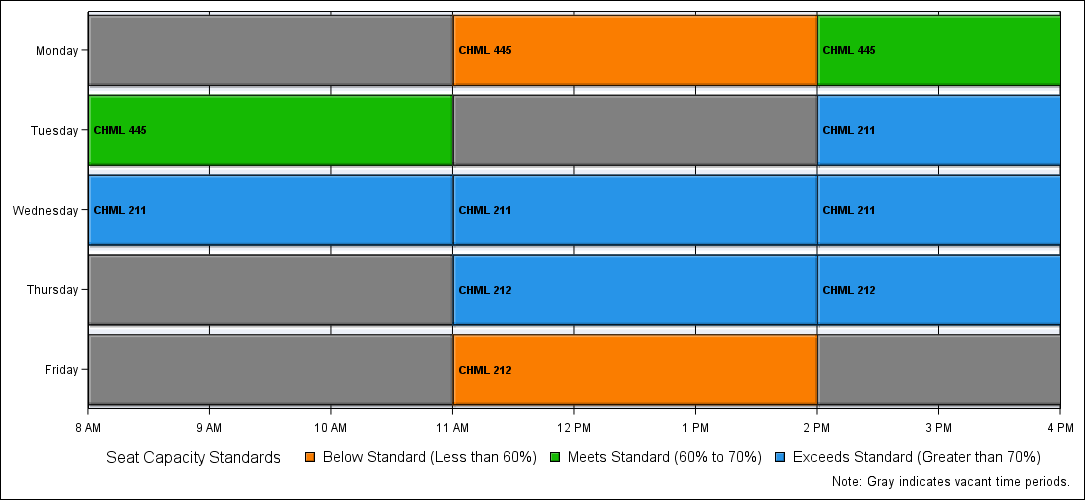 Monday CHML 445 CHML 445
Tuesday CHML 445 CHML 211
Wednesday CHML 211 CHML 211 CHML 211
Thursday CHML 212 CHML 212
Friday CHML 212
8 AM 9 AM 10 AM 11 AM 12 PM 1 PM 2 PM 3 PM 4 PM
Seat Capacity Standards Below Standard (Less than 60%) Meets Standard (60% to 70%) Exceeds Standard (Greater than 70%)
Note: Gray indicates vacant time periods.